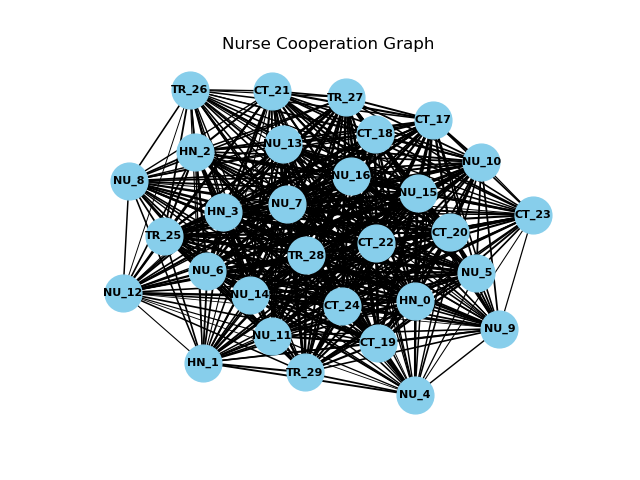 Nurse Cooperation Graph
TR_26
CT_21
TR_27
CT_17
CT_18
NU_13
HN_2
NU_10
NU_16
NU_8
NU_15
NU_7
HN_3
CT_23
CT_20
TR_25
CT_22
TR_28
NU_6
NU_5
NU_12
NU_14
HN_0
CT_24
NU_9
NU_11
CT_19
HN_1
TR_29
NU_4